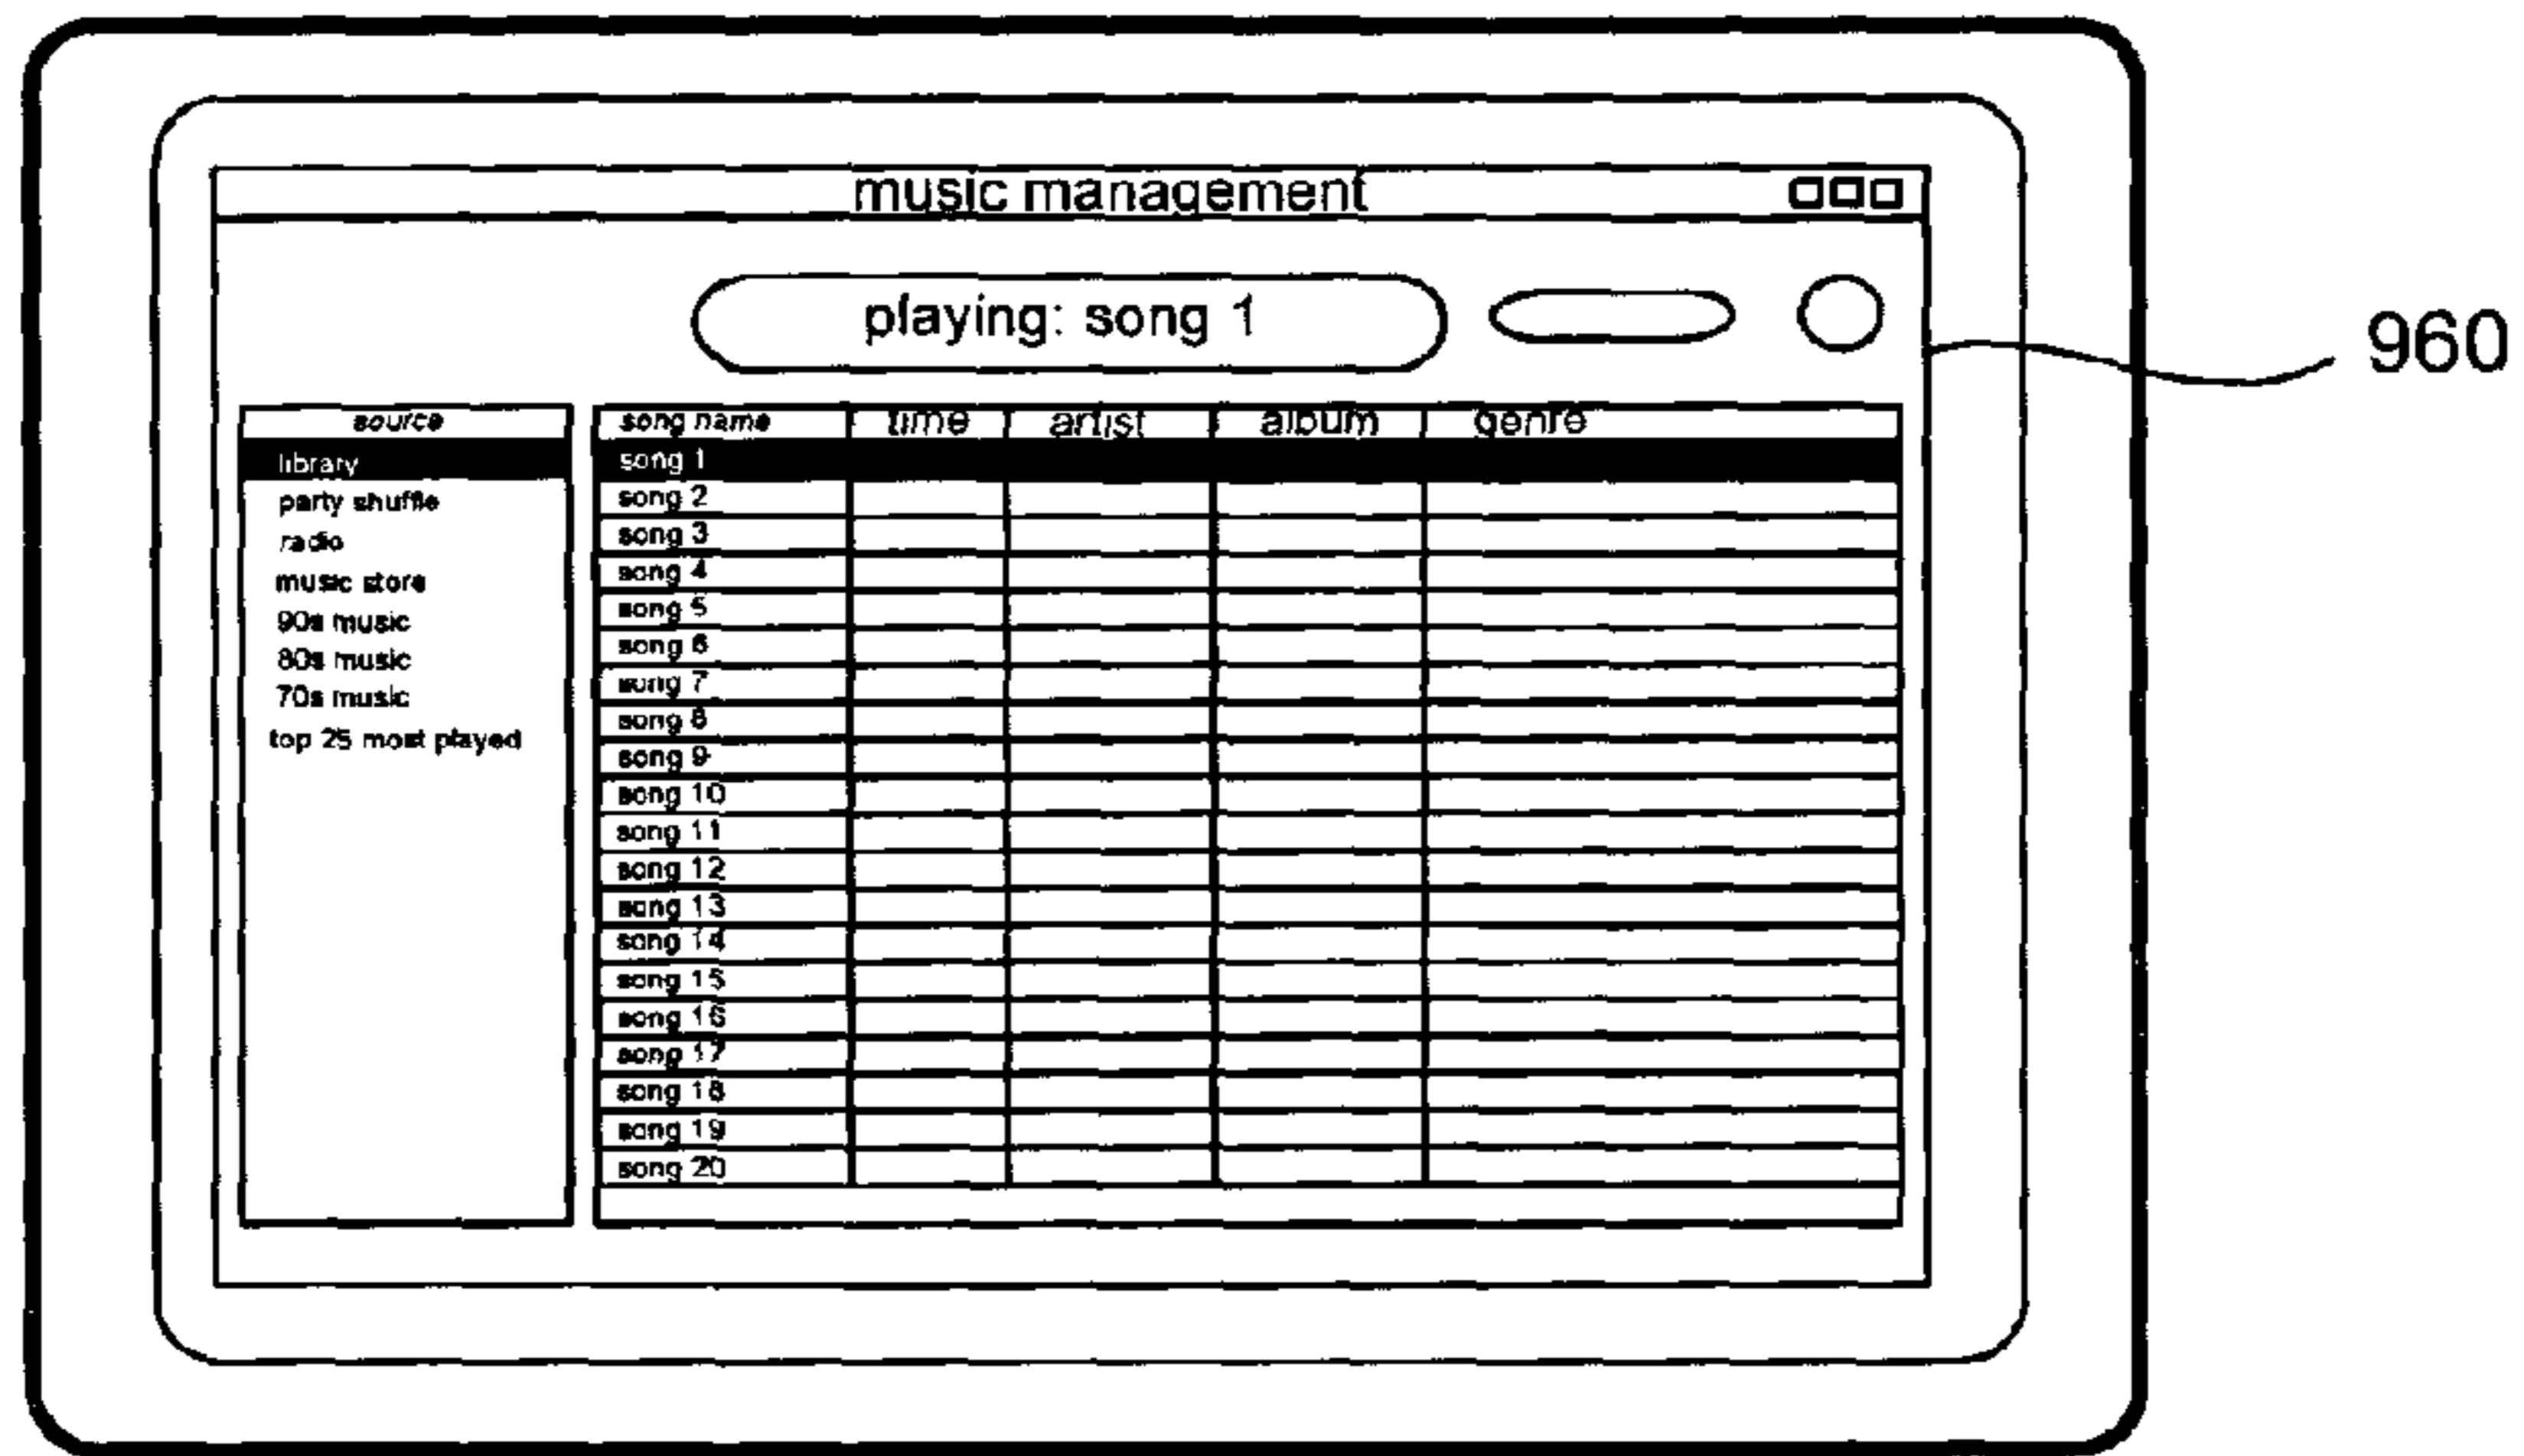 music management
playing: song 1
960
source
library
party shuffle
radio
music store
90s music
80s music
70s music
top 25 most played
song name time artist album genre
song 1
song 2
song 3
song 4
song 5
song 6
song 7
song 8
song 9
song 10
song 11
song 12
song 13
song 14
song 15
song 16
song 17
song 18
song 19
song 20